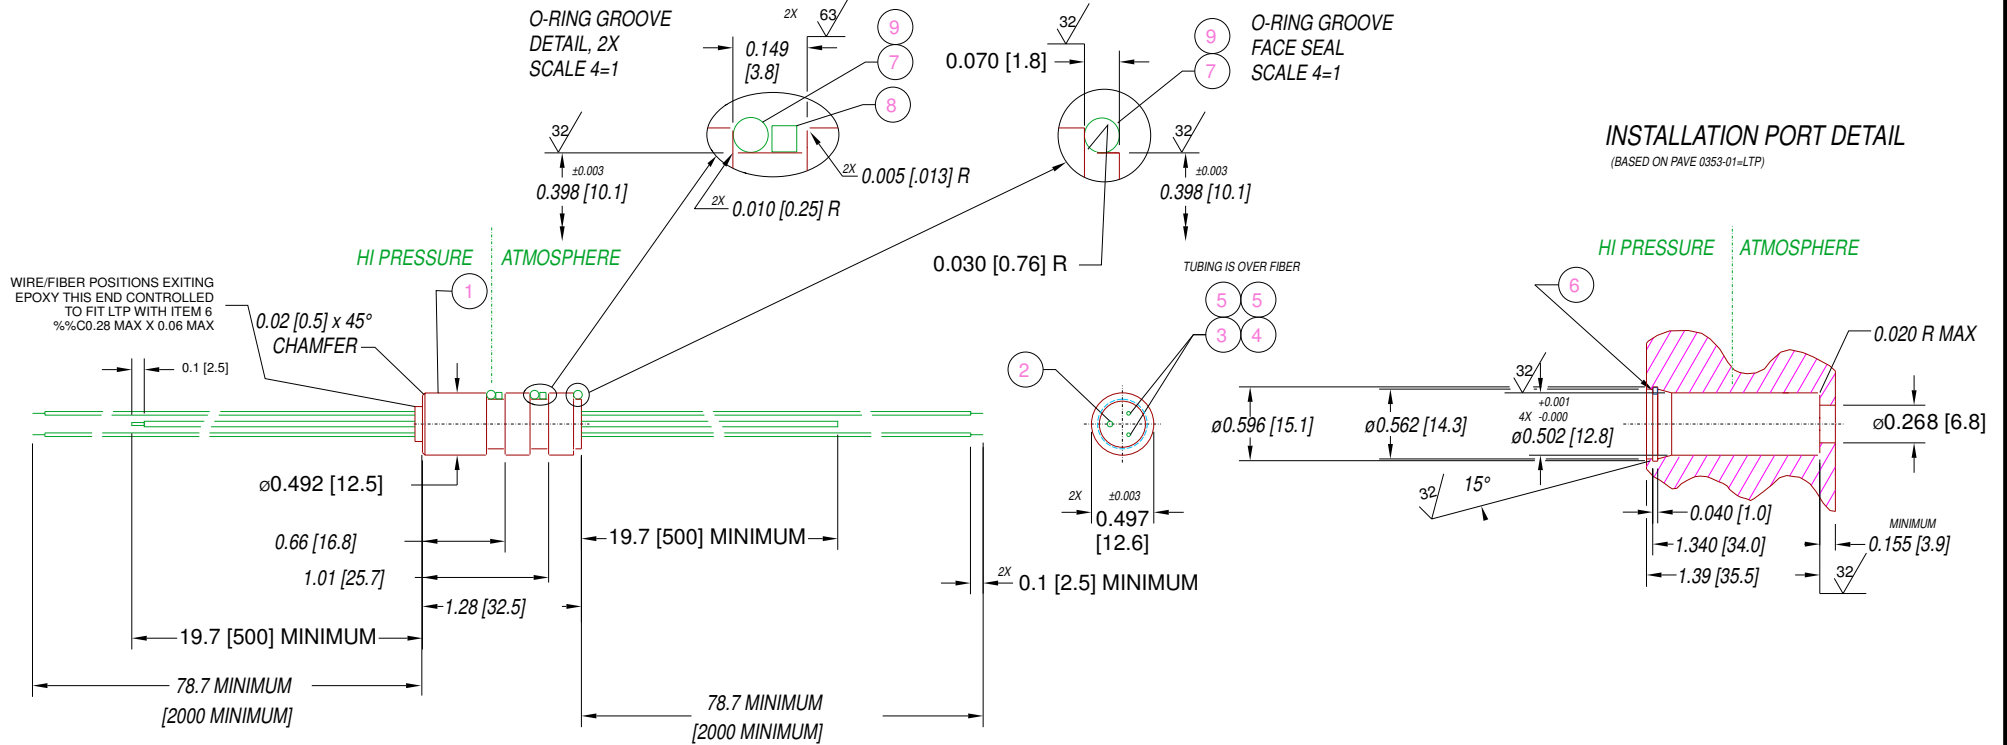 O-RING GROOVE
DETAIL, 2X
SCALE 4=1
2X
63
0.149
[3.8]
9
7
8
32
±0.003
0.398 [10.1]
2X 0.005 [.013] R
2X 0.010 [0.25] R
32
0.070 [1.8]
9
7
O-RING GROOVE
FACE SEAL
SCALE 4=1
32
±0.003
0.398 [10.1]
0.030 [0.76] R
INSTALLATION PORT DETAIL
(BASED ON PAVE 0353-01=LTP)
HI PRESSURE
ATMOSPHERE
WIRE/FIBER POSITIONS EXITING
EPOXY THIS END CONTROLLED
TO FIT LTP WITH ITEM 6
%%C0.28 MAX X 0.06 MAX
1
0.02 [0.5] x 45°
CHAMFER
0.1 [2.5]
ø0.492 [12.5]
0.66 [16.8]
1.01 [25.7]
1.28 [32.5]
19.7 [500] MINIMUM
78.7 MINIMUM
[2000 MINIMUM]
19.7 [500] MINIMUM
2X 0.1 [2.5] MINIMUM
78.7 MINIMUM
[2000 MINIMUM]
TUBING IS OVER FIBER
5
5
3
4
2
2X
±0.003
0.497
[12.6]
HI PRESSURE
ATMOSPHERE
6
0.020 R MAX
32
ø0.596 [15.1]
ø0.562 [14.3]
+0.001
4X -0.000
ø0.502 [12.8]
ø0.268 [6.8]
32
15°
0.040 [1.0]
1.340 [34.0]
1.39 [35.5]
MINIMUM
0.155 [3.9]
32